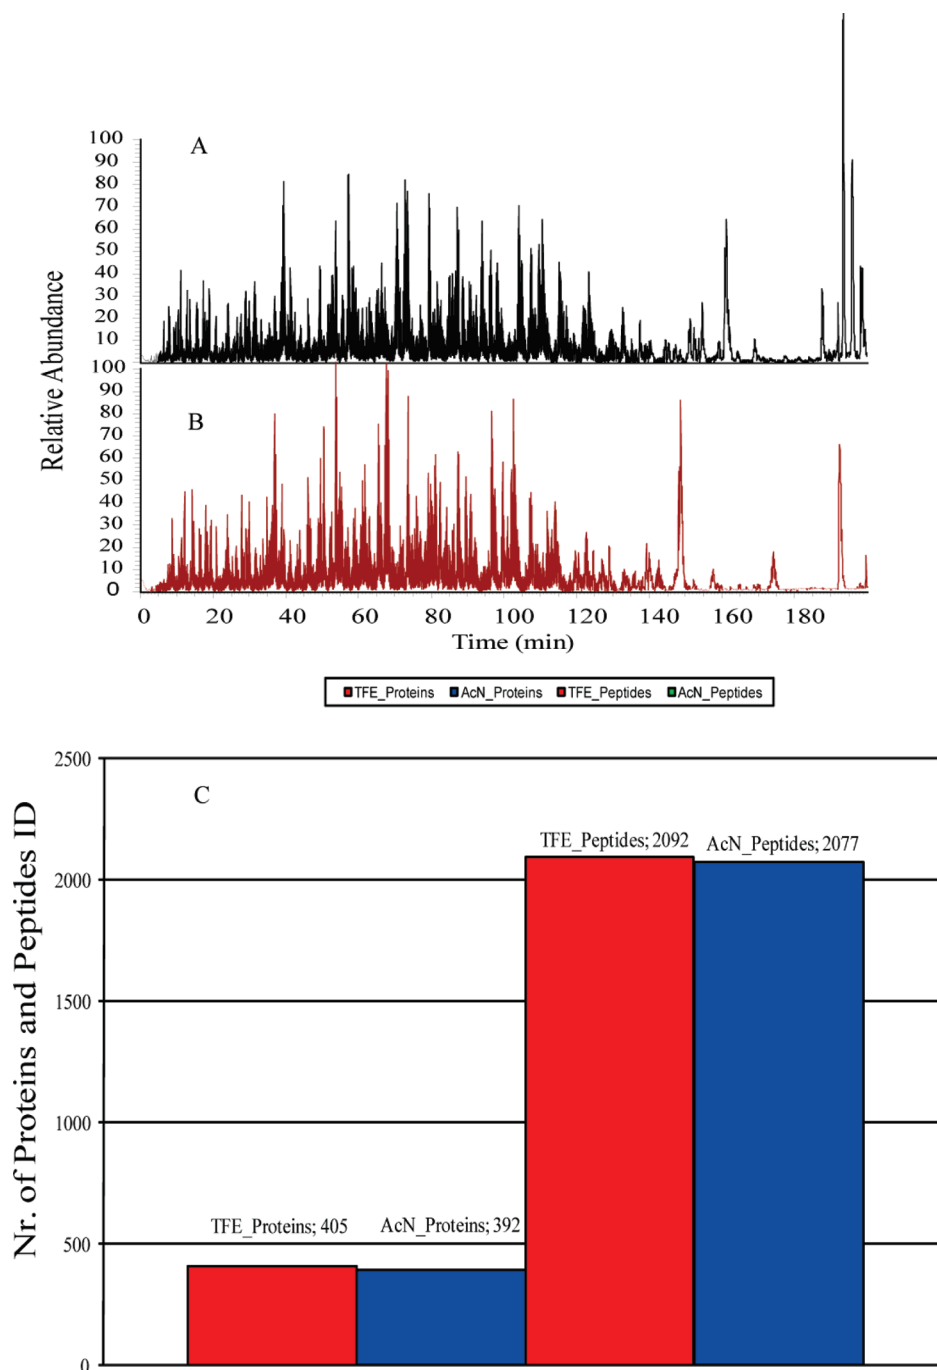 A
100
90
80
70
60
50
40
30
20
10
Relative Abundance
B
100
90
80
70
60
50
40
30
20
10
0
0 20 40 60 80 100 120 140 160 180
Time (min)
TFE_Proteins AcN_Proteins TFE_Peptides AcN_Peptides
C
Nr. of Proteins and Peptides ID
2500
2000
1500
1000
500
0
TFE_Proteins; 405
AcN_Proteins; 392
TFE_Peptides; 2092
AcN_Peptides; 2077